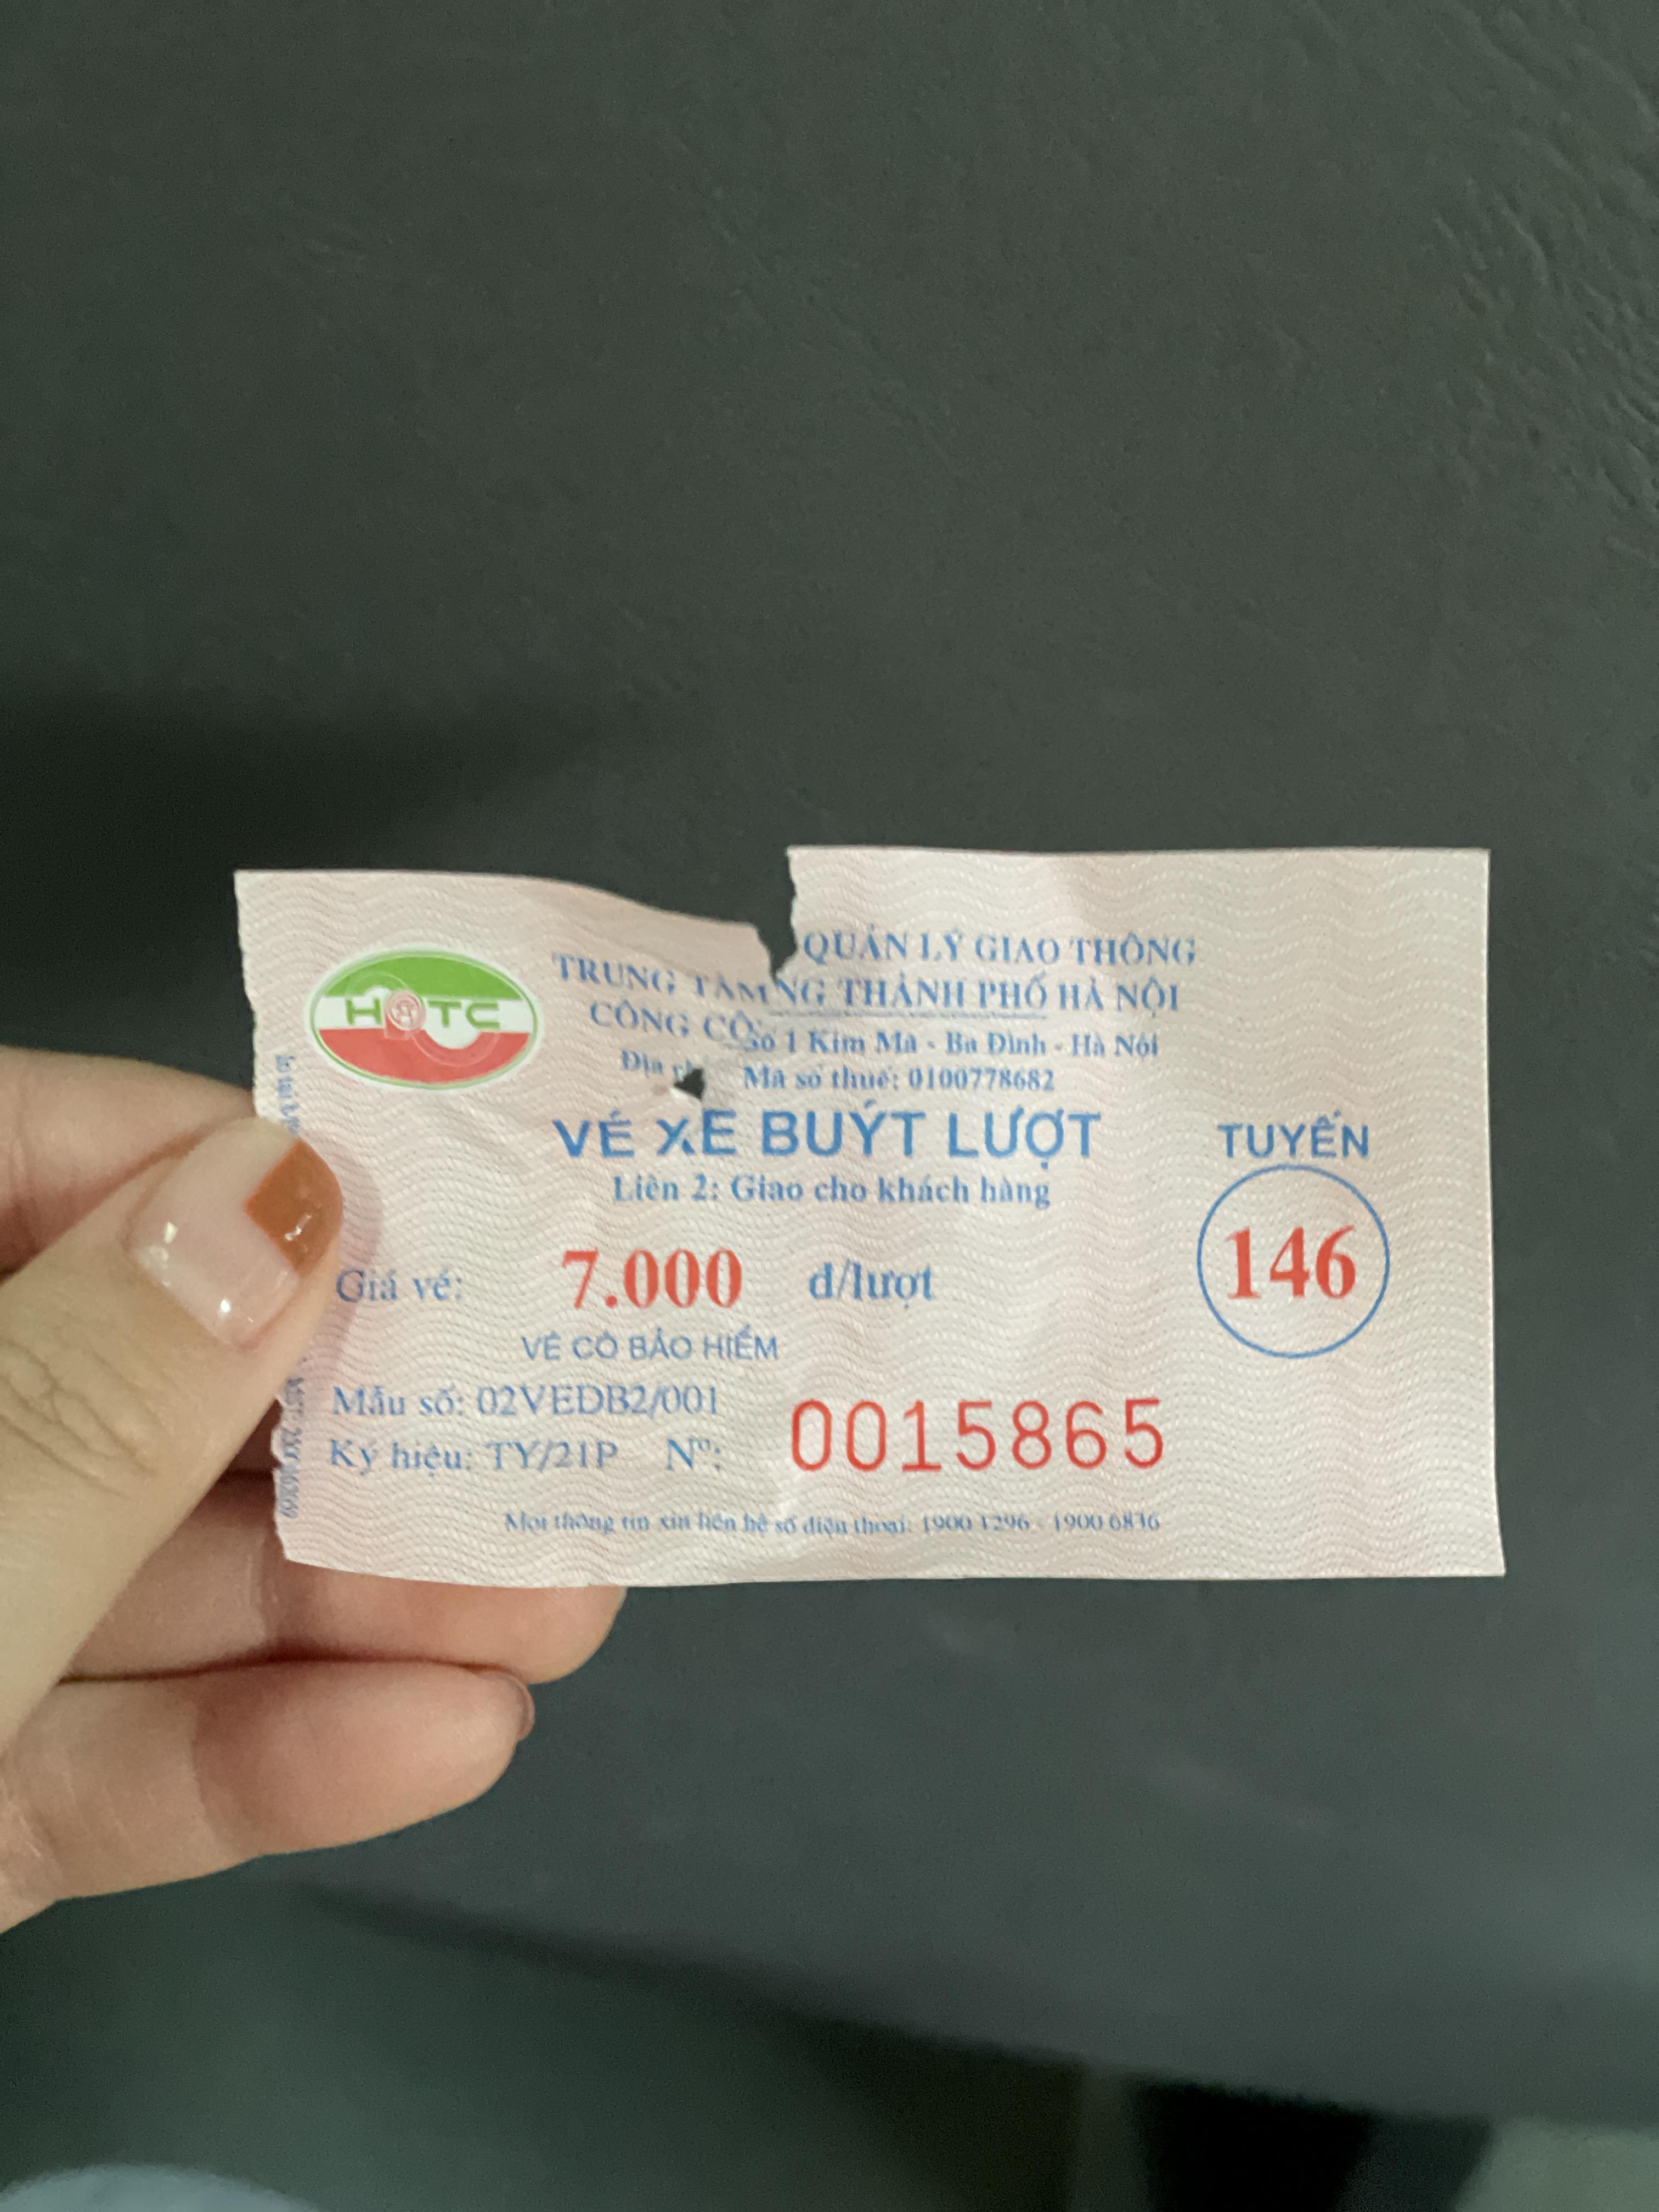 HPTC
TRUNG TÂM QUẢN LÝ GIAO THÔNG
CÔNG CỘNG THÀNH PHỐ HÀ NỘI
Địa Số 1 Kim Mã - Ba Đình - Hà Nội
Mã số thuế: 0100778682
VÉ XE BUÝT LƯỢT
Liên 2: Giao cho khách hàng
TUYẾN
146
Giá vé: 7.000 đ/lượt
VÉ CÓ BẢO HIỂM
Mẫu số: 02VEDB2/001
Ký hiệu: TY/21P Nº: 0015865
Mọi thông tin xin liên hệ số điện thoại: 1900 1296 - 1900 6836